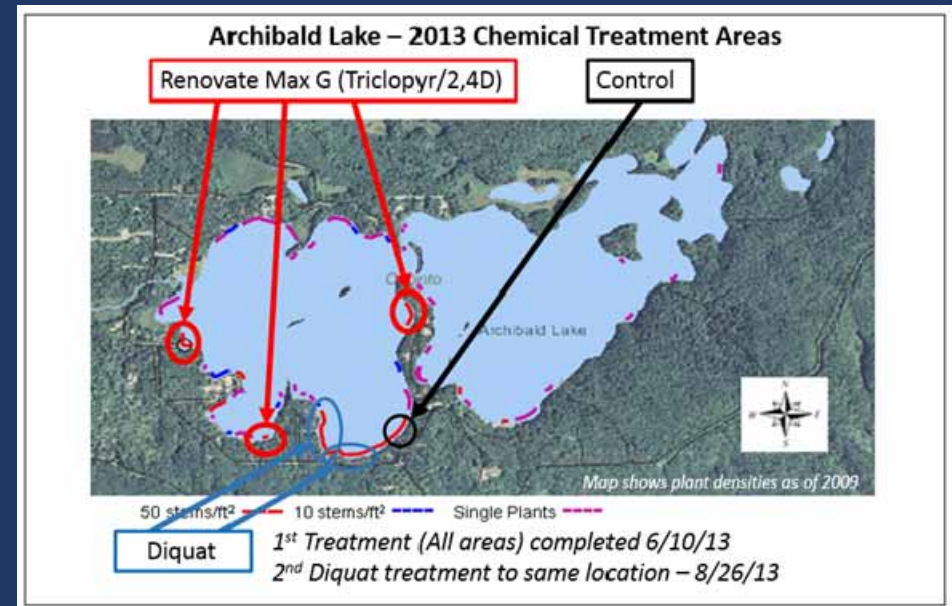 Archibald Lake – 2013 Chemical Treatment Areas
Renovate Max G (Triclopyr/2,4D)
Control
Oconto
Archibald Lake
N
W
E
S
Map shows plant densities as of 2009
50 stems/ft² 10 stems/ft² Single Plants
Diquat
1st Treatment (All areas) completed 6/10/13
2nd Diquat treatment to same location – 8/26/13